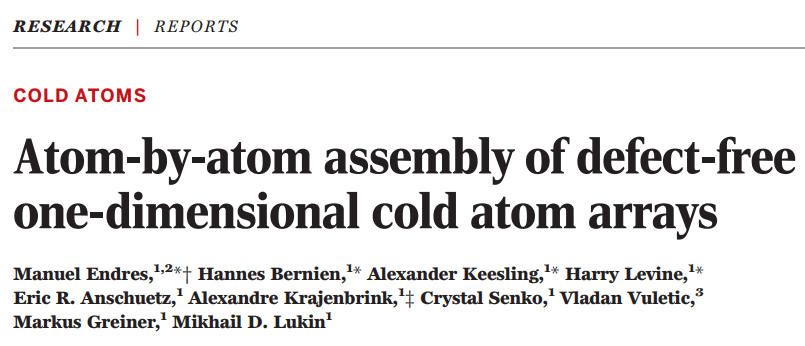 RESEARCH | REPORTS
COLD ATOMS
Atom-by-atom assembly of defect-free
one-dimensional cold atom arrays
Manuel Endres,¹,²*† Hannes Bernien,¹* Alexander Keesling,¹* Harry Levine,¹*
Eric R. Anschuetz,¹ Alexandre Krajenbrink,¹‡ Crystal Senko,¹ Vladan Vuletic,³
Markus Greiner,¹ Mikhail D. Lukin¹